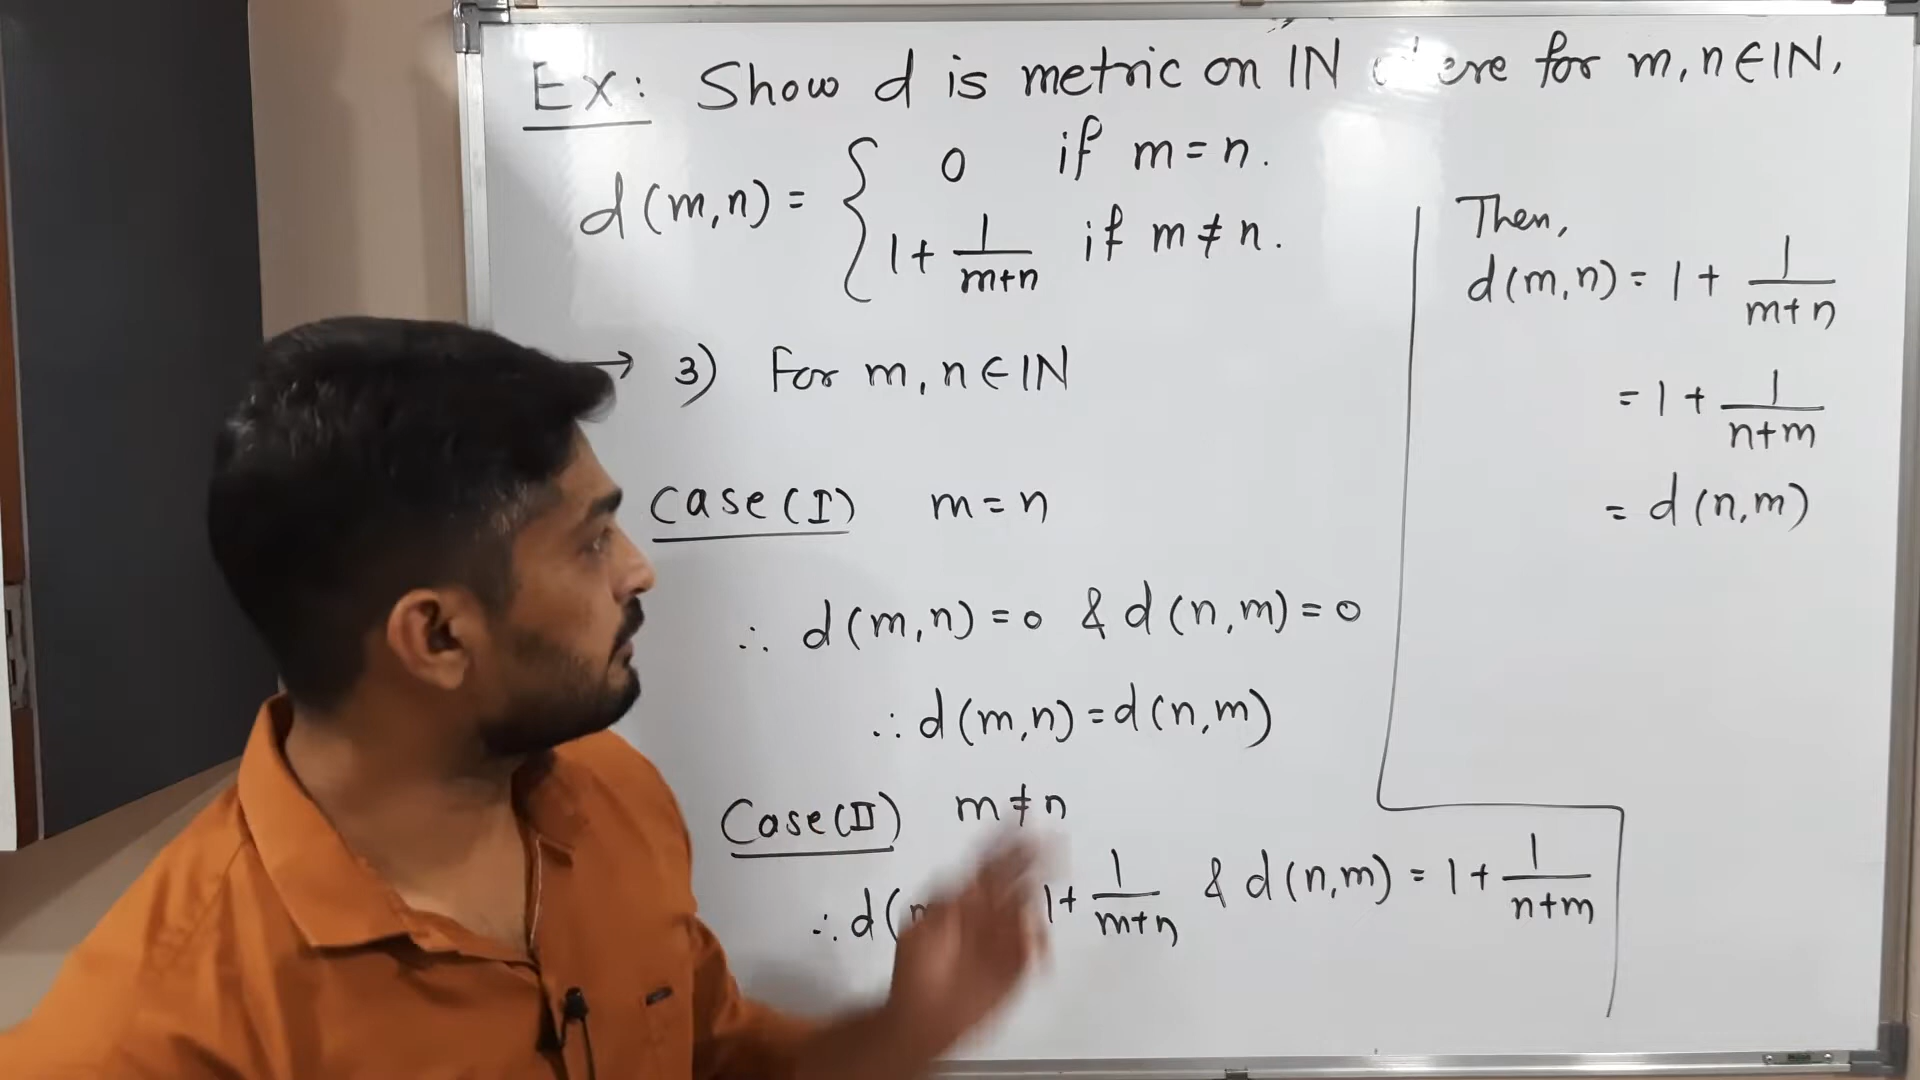 Ex: Show d is metric on IN for m, n ∈ IN,
d(m,n) = { 0 if m = n.
1 + 1/(m+n) if m ≠ n.
→ 3) For m, n ∈ IN
Case (I) m = n
∴ d(m,n) = 0 & d(n,m) = 0
∴ d(m,n) = d(n,m)
Case (II) m ≠ n
∴ d( 1 + 1/(m+n) & d(n,m) = 1 + 1/(n+m)
Then,
d(m,n) = 1 + 1/(m+n)
= 1 + 1/(n+m)
= d(n,m)